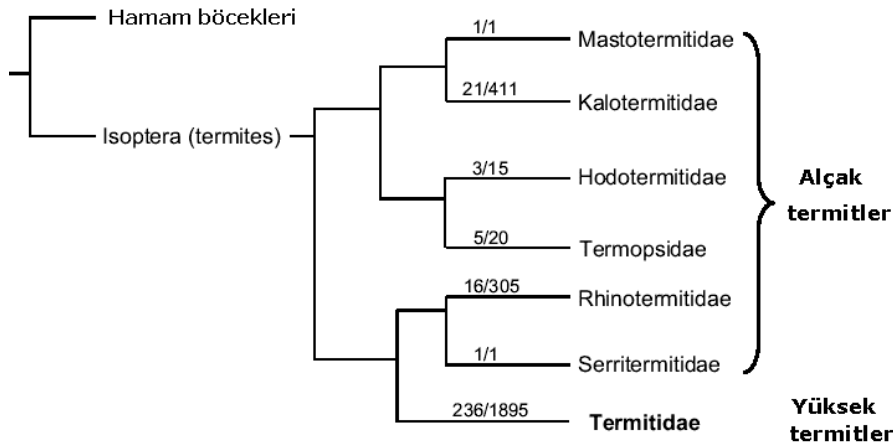 Hamam böcekleri
Isoptera (termites)
1/1
Mastotermitidae
21/411
Kalotermitidae
3/15
Hodotermitidae
5/20
Termopsidae
16/305
Rhinotermitidae
1/1
Serritermitidae
236/1895
Termitidae
Alçak
termitler
Yüksek
termitler